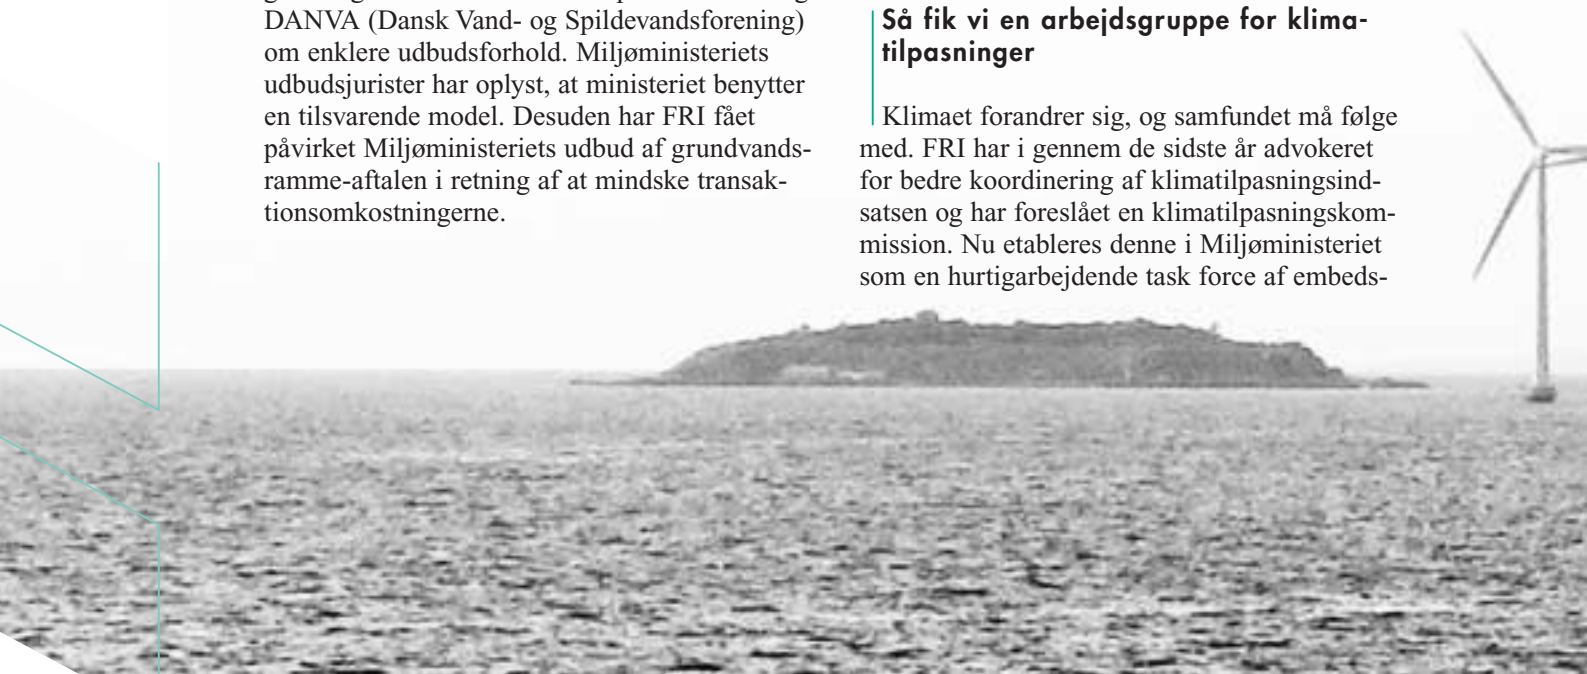 DANVA (Dansk Vand- og Spildevandsforening)
om enklere udbudsforhold. Miljøministeriets
udbudsjurister har oplyst, at ministeriet benytter
en tilsvarende model. Desuden har FRI fået
påvirket Miljøministeriets udbud af grundvands-
ramme-aftalen i retning af at mindske transak-
tionsomkostningerne.
Så fik vi en arbejdsgruppe for klima-
tilpasninger
Klimaet forandrer sig, og samfundet må følge
med. FRI har i gennem de sidste år advokeret
for bedre koordinering af klimatilpasningsind-
satsen og har foreslået en klimatilpasningskom-
mission. Nu etableres denne i Miljøministeriet
som en hurtigarbejdende task force af embeds-